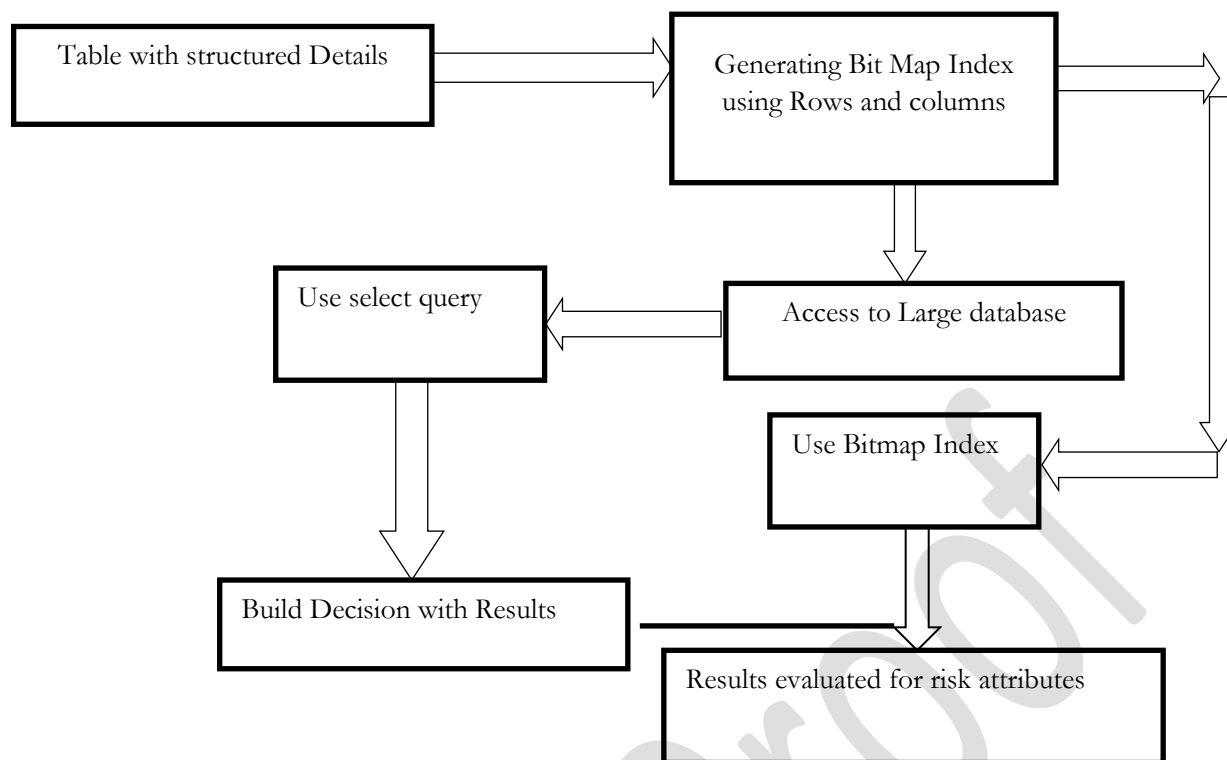 Table with structured Details
Generating Bit Map Index
using Rows and columns
Use select query
Access to Large database
Use Bitmap Index
Build Decision with Results
Results evaluated for risk attributes
Proof